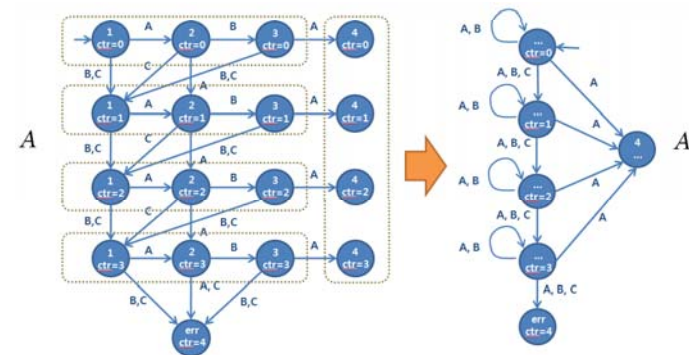 1 A 2 B 3 A 4
ctr=0 ctr=0 ctr=0 ctr=0
B,C C A B,C
1 A 2 B 3 A 4
ctr=1 ctr=1 ctr=1 ctr=1
B,C C A B,C
1 A 2 B 3 A 4
ctr=2 ctr=2 ctr=2 ctr=2
B,C C A B,C
1 A 2 B 3 A 4
ctr=3 ctr=3 ctr=3 ctr=3
B,C A, C B,C
err
ctr=4
A
A, B
...
ctr=0
A, B, C A
A, B
...
ctr=1
A
A, B, C
4
...
A, B
...
ctr=2
A
A, B, C
A, B
...
ctr=3
A
A, B, C
err
ctr=4
A